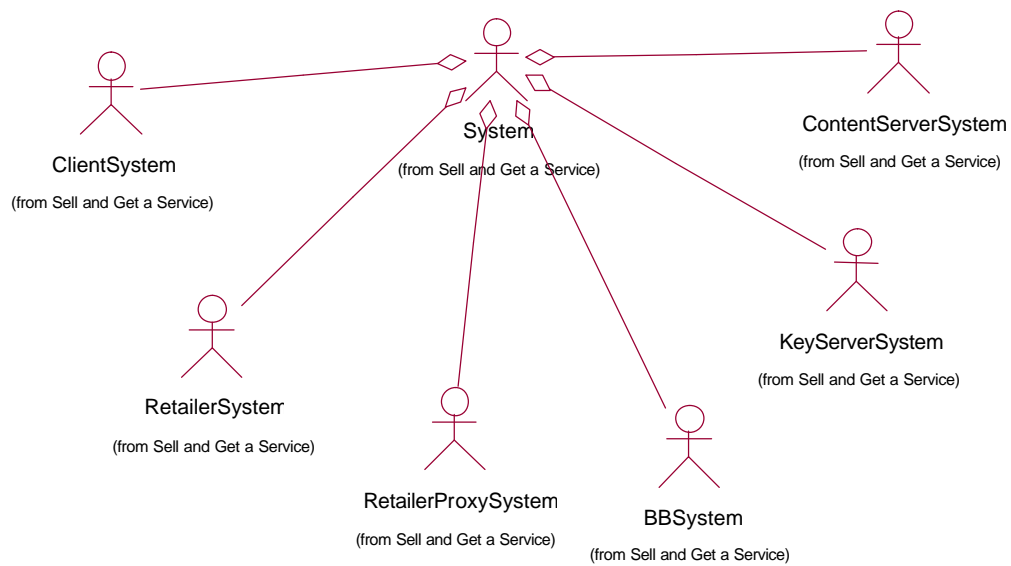 System
(from Sell and Get a Service)
ContentServerSystem
(from Sell and Get a Service)
ClientSystem
(from Sell and Get a Service)
KeyServerSystem
(from Sell and Get a Service)
RetailerSystem
(from Sell and Get a Service)
RetailerProxySystem
(from Sell and Get a Service)
BBSystem
(from Sell and Get a Service)